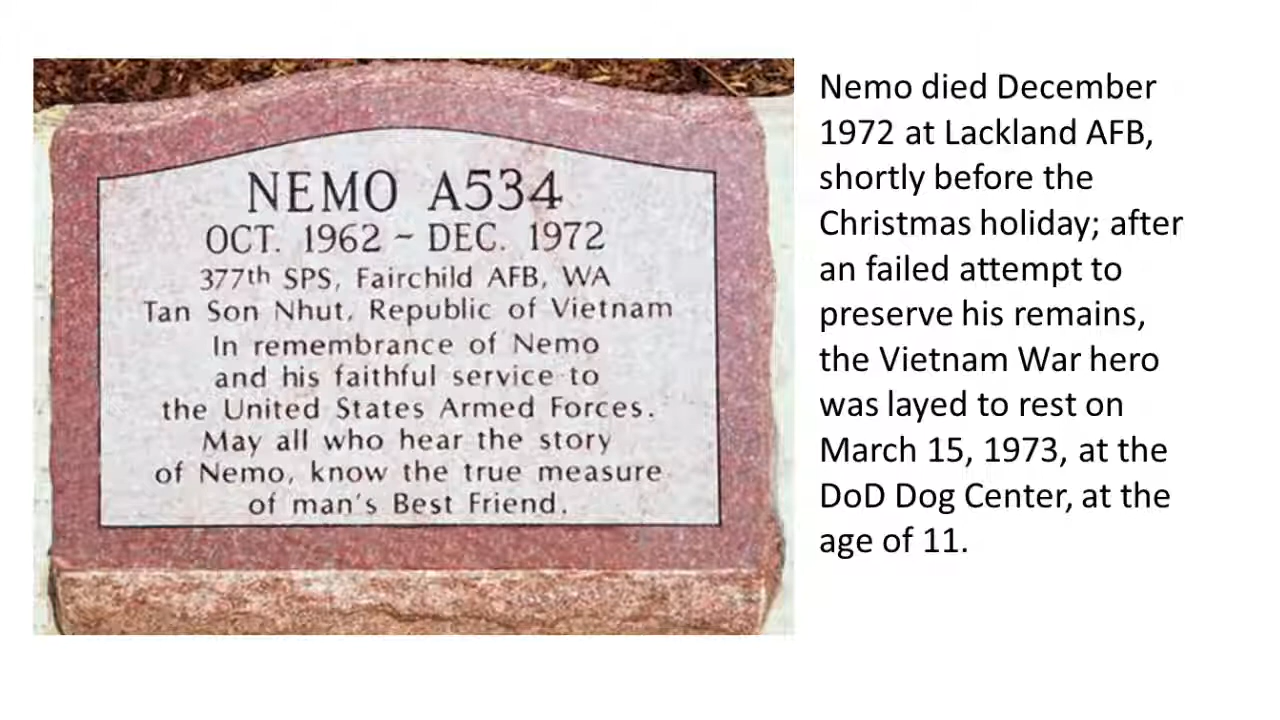 NEMO A534
OCT. 1962 - DEC. 1972
377th SPS, Fairchild AFB, WA
Tan Son Nhut, Republic of Vietnam
In remembrance of Nemo
and his faithful service to
the United States Armed Forces.
May all who hear the story
of Nemo, know the true measure
of man's Best Friend.
Nemo died December
1972 at Lackland AFB,
shortly before the
Christmas holiday; after
an failed attempt to
preserve his remains,
the Vietnam War hero
was layed to rest on
March 15, 1973, at the
DoD Dog Center, at the
age of 11.